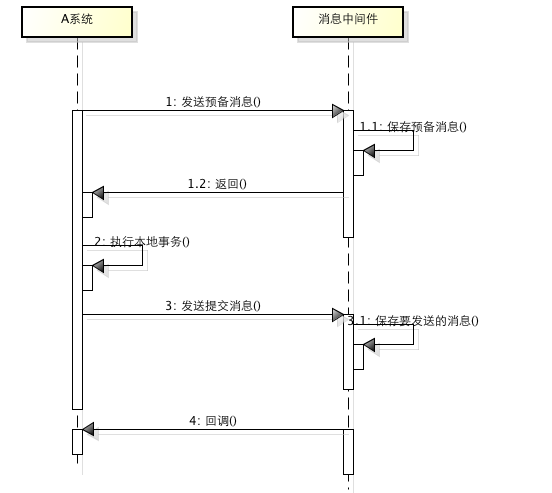 A系统
消息中间件
1: 发送预备消息()
1.1: 保存预备消息()
1.2: 返回()
2: 执行本地事务()
3: 发送提交消息()
3.1: 保存要发送的消息()
4: 回调()